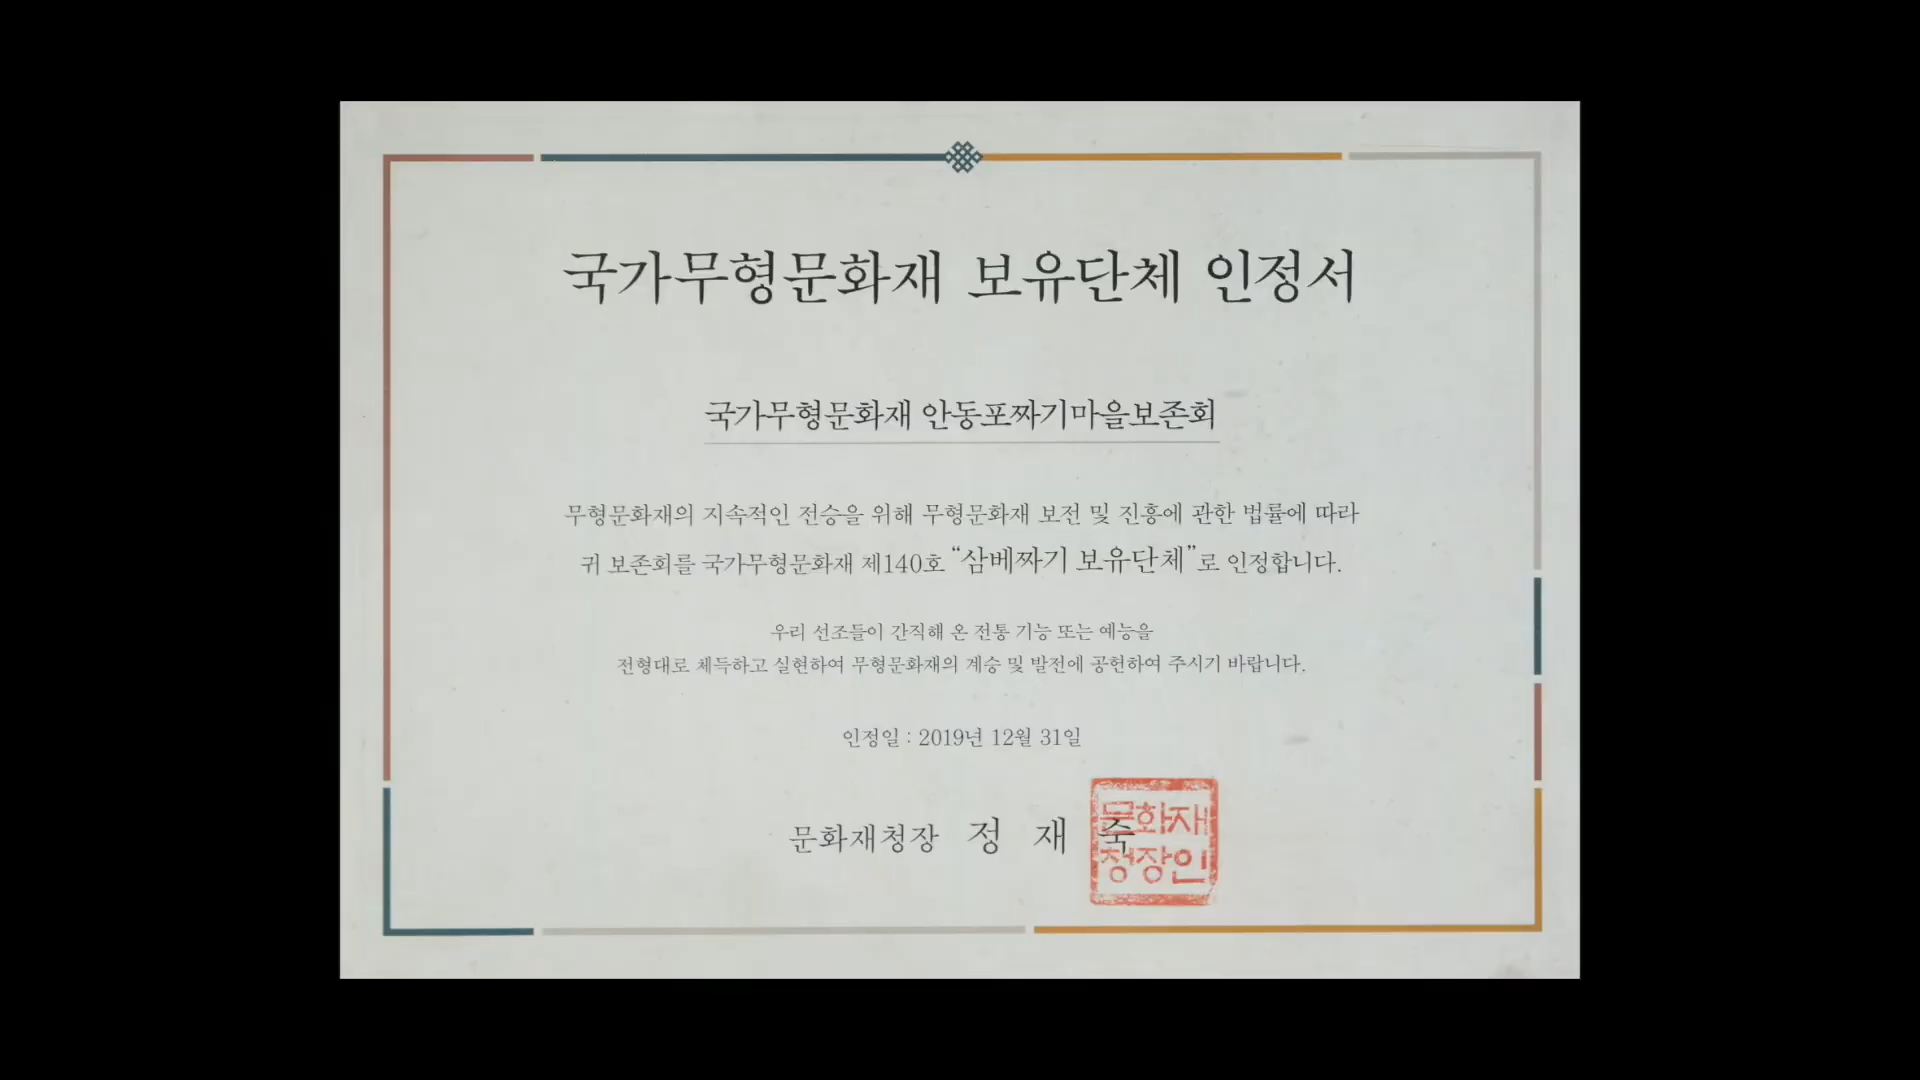 국가무형문화재 보유단체 인정서
국가무형문화재 안동포짜기마을보존회
무형문화재의 지속적인 전승을 위해 무형문화재 보전 및 진흥에 관한 법률에 따라
귀 보존회를 국가무형문화재 제140호 “삼베짜기 보유단체”로 인정합니다.
우리 선조들이 간직해 온 전통 기능 또는 예능을
전형대로 체득하고 실현하여 무형문화재의 계승 및 발전에 공헌하여 주시기 바랍니다.
인정일 : 2019년 12월 31일
문화재청장 정 재 숙
문화재
청장인